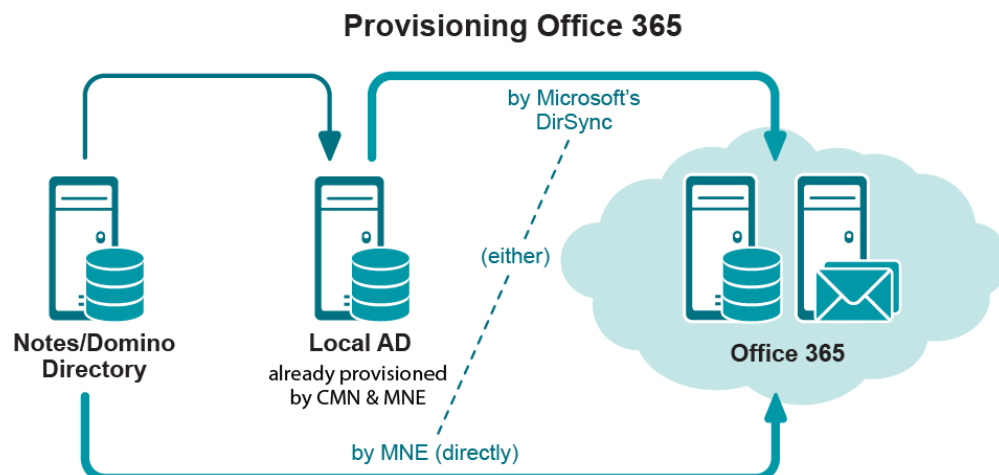 Provisioning Office 365
by Microsoft's
DirSync
(either)
Notes/Domino
Directory
Local AD
already provisioned
by CMN & MNE
Office 365
by MNE (directly)